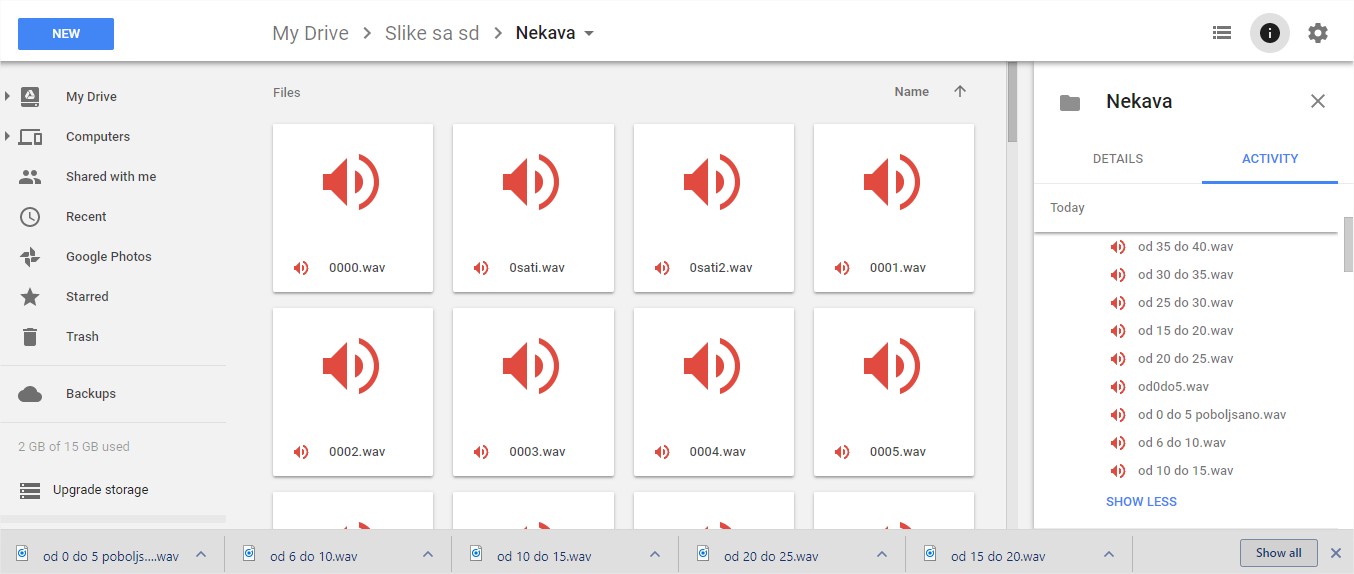 NEW
My Drive > Slike sa sd > Nekava
My Drive
Computers
Shared with me
Recent
Google Photos
Starred
Trash
Backups
2 GB of 15 GB used
Upgrade storage
Files
Name
0000.wav
0sati.wav
0sati2.wav
0001.wav
0002.wav
0003.wav
0004.wav
0005.wav
Nekava
DETAILS
ACTIVITY
Today
od 35 do 40.wav
od 30 do 35.wav
od 25 do 30.wav
od 15 do 20.wav
od 20 do 25.wav
od0do5.wav
od 0 do 5 poboljsano.wav
od 6 do 10.wav
od 10 do 15.wav
SHOW LESS
od 0 do 5 poboljs....wav
od 6 do 10.wav
od 10 do 15.wav
od 20 do 25.wav
od 15 do 20.wav
Show all